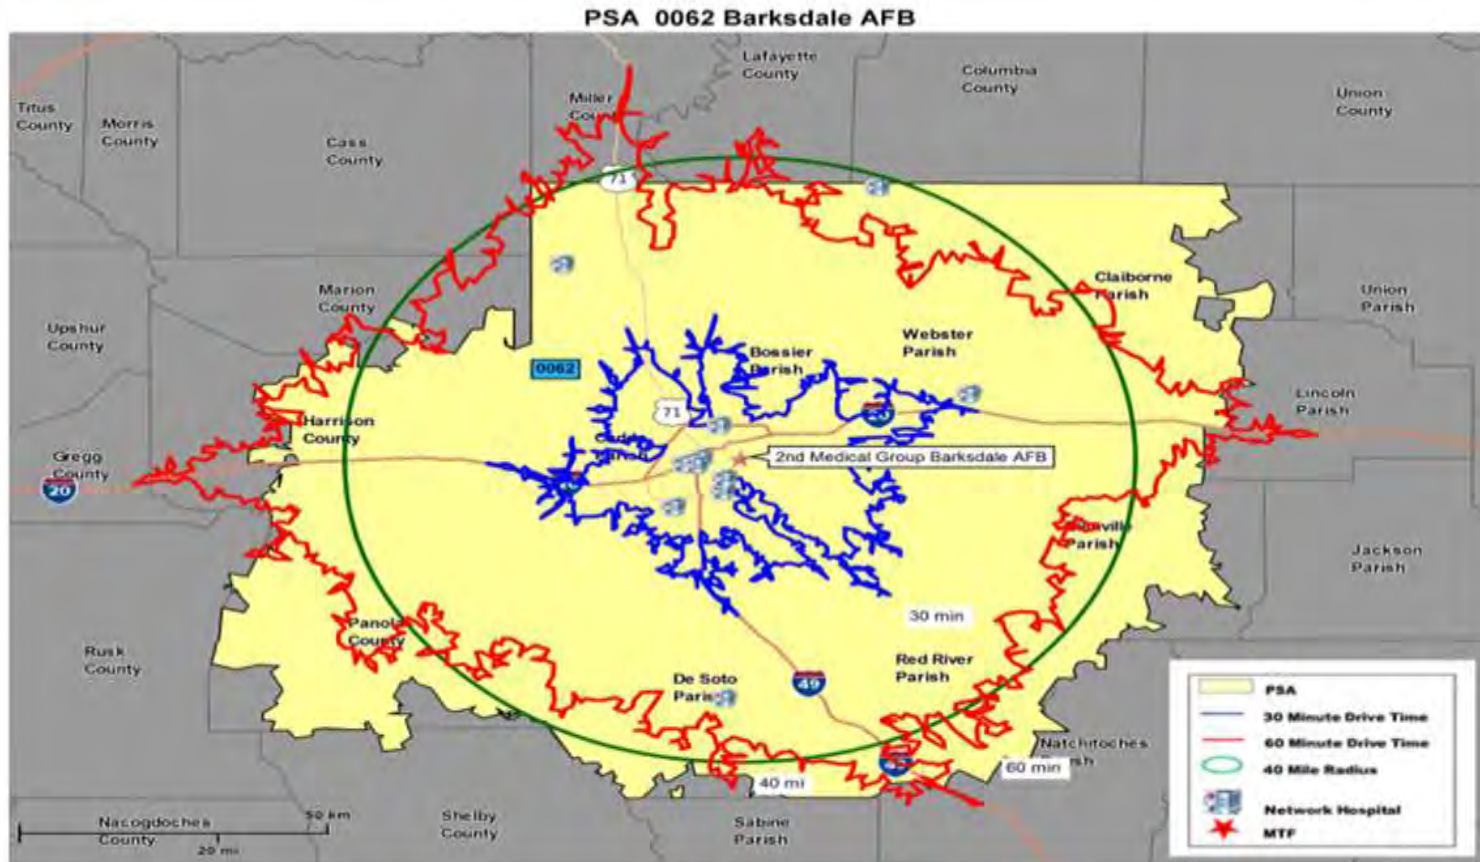 PSA 0062 Barksdale AFB
Lafayette
County
Columbia
County
Union
County
Titus
County
Morris
County
Cass
County
Miller
71
Marion
County
Upshur
County
Claiborne
Parish
Union
Parish
Webster
Parish
Bossier
Parish
0062
71
Lincoln
Parish
Harrison
County
Gregg
County
20
2nd Medical Group Barksdale AFB
Parish
Jackson
Parish
30 min
Panola
County
Rusk
County
De Soto
Parish
Red River
Parish
49
Natchitoches
60 min
40 mi
Nacogdoches
County
50 km
20 mi
Shelby
County
Sabine
Parish
PSA
30 Minute Drive Time
60 Minute Drive Time
40 Mile Radius
Network Hospital
MTF